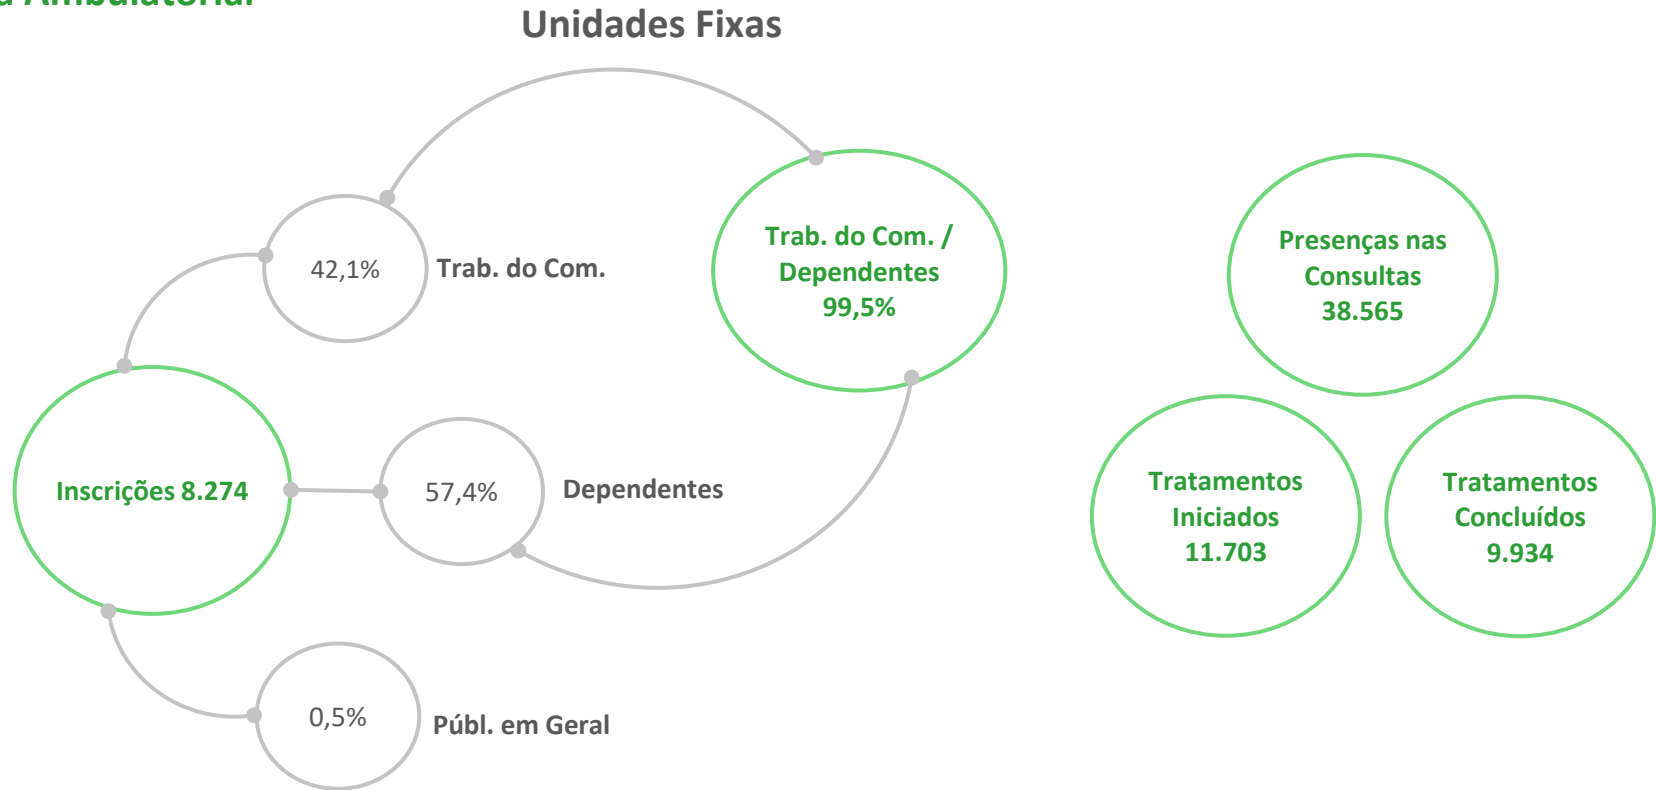 Ambulatorial
Unidades Fixas
42,1%
Trab. do Com.
Trab. do Com. /
Dependentes
99,5%
Inscrições 8.274
57,4%
Dependentes
0,5%
Públ. em Geral
Presenças nas
Consultas
38.565
Tratamentos
Iniciados
11.703
Tratamentos
Concluídos
9.934